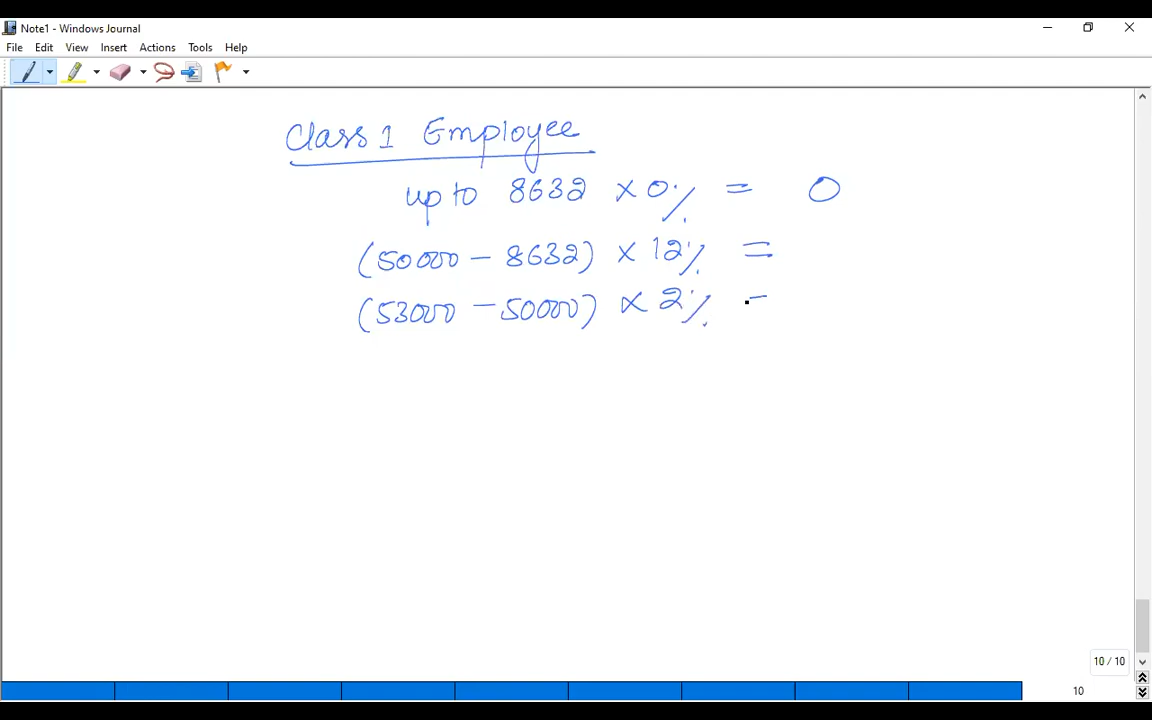 Note1 - Windows Journal
File Edit View Insert Actions Tools Help
Class 1 Employee
up to 8632 × 0% = 0
(50000 - 8632) × 12% =
(53000 - 50000) × 2% =
10 / 10
10